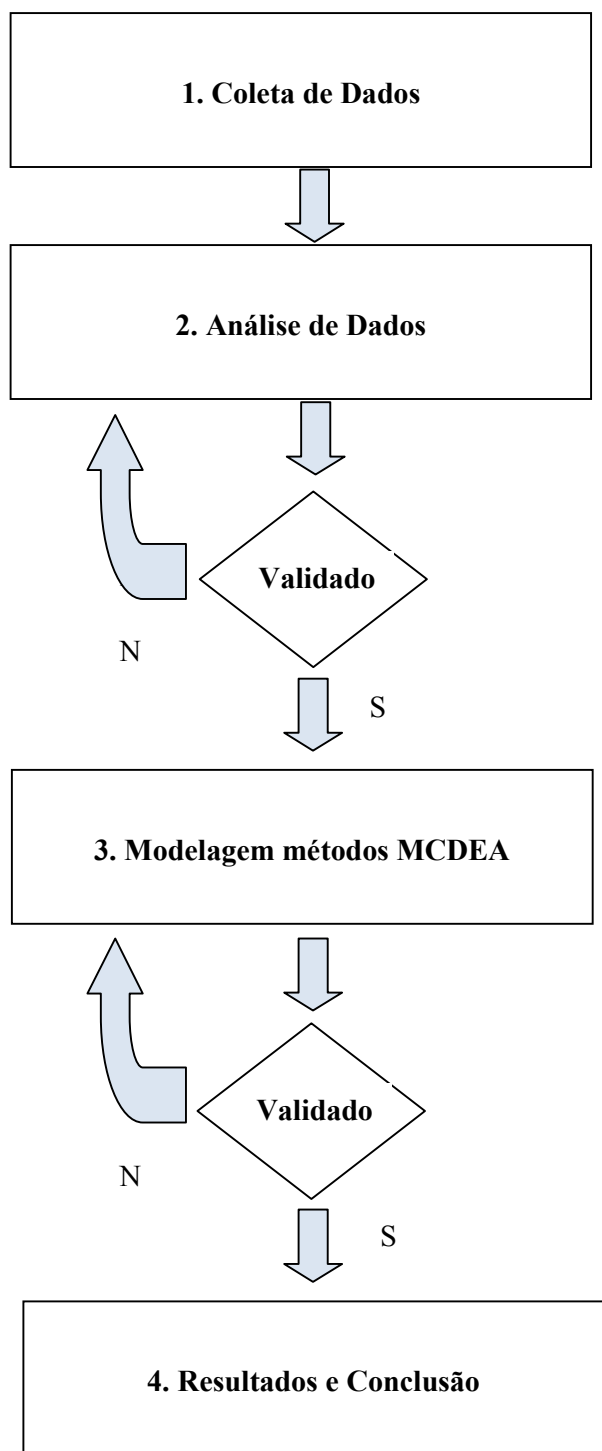 1. Coleta de Dados
2. Análise de Dados
Validado
N
S
3. Modelagem métodos MCDEA
Validado
N
S
4. Resultados e Conclusão